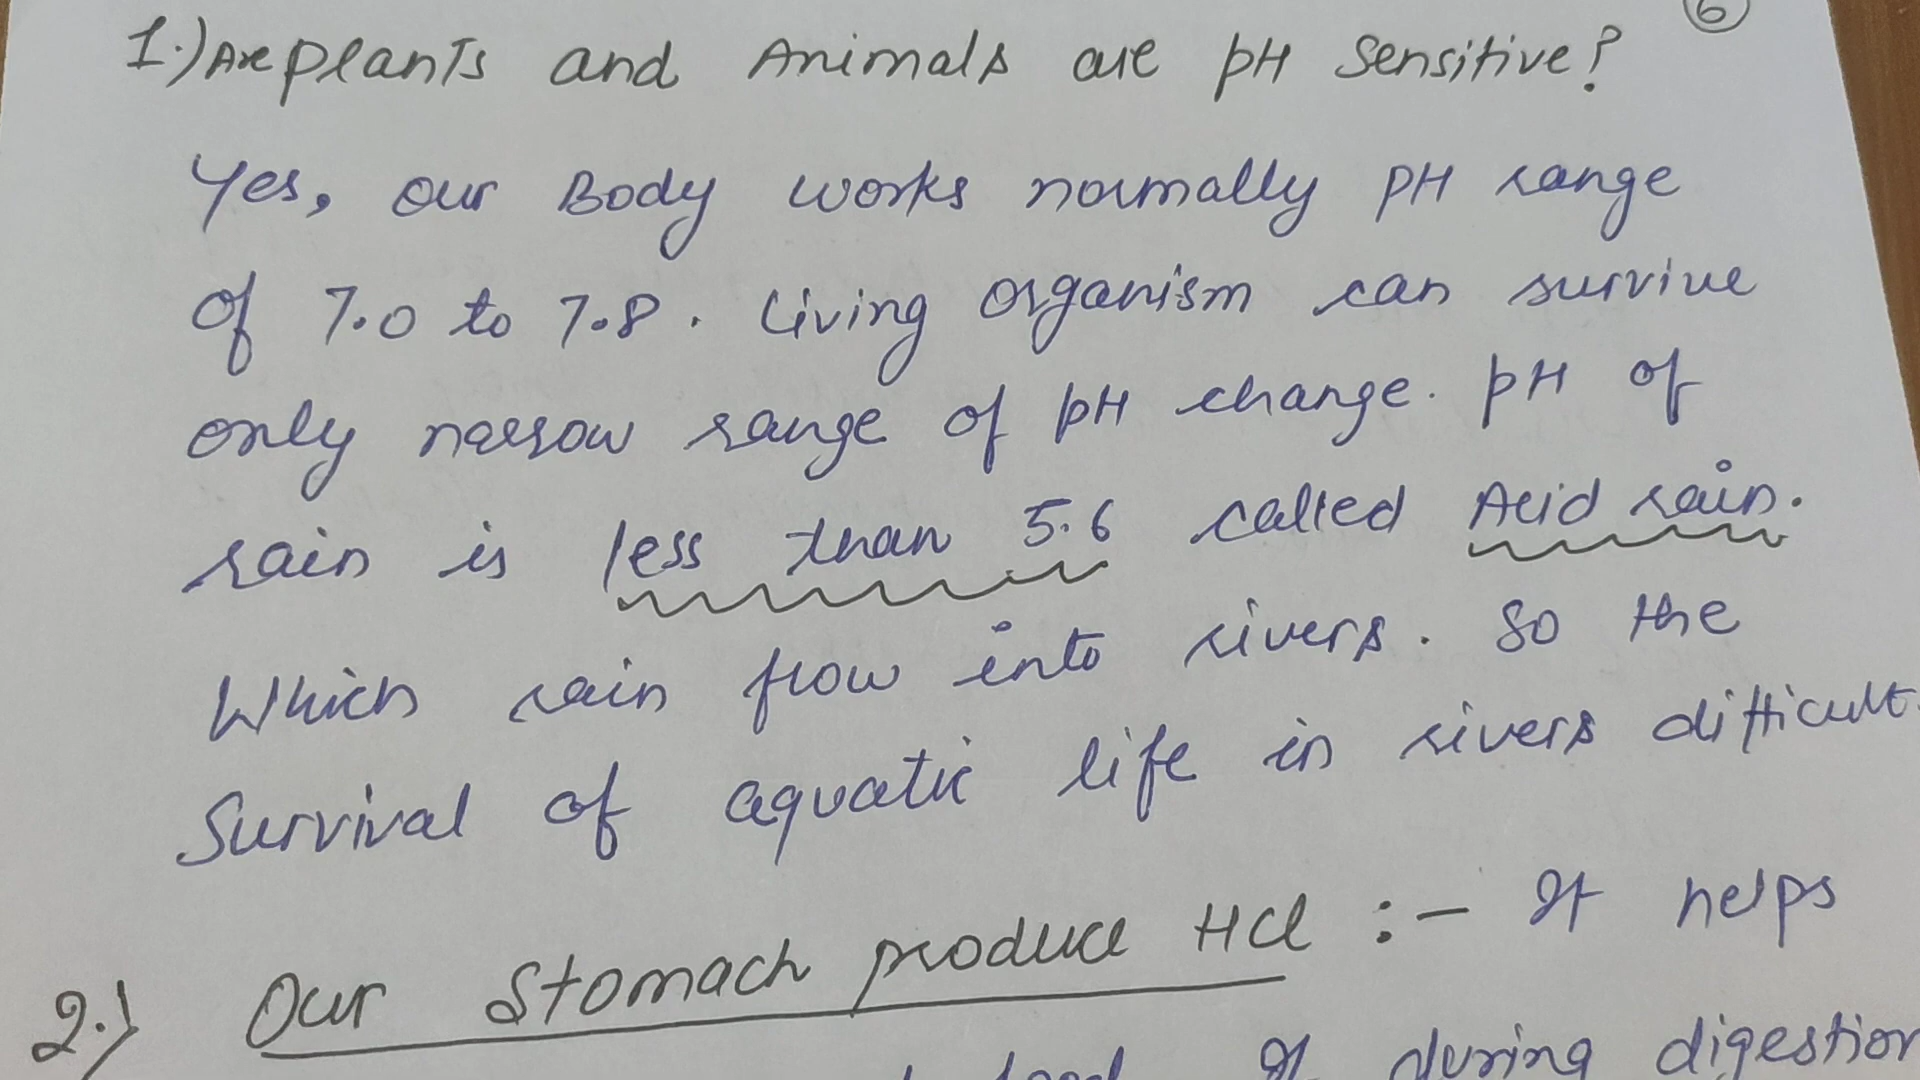 6
1.) Are plants and Animals are pH Sensitive?
Yes, our Body works normally pH range
of 7.0 to 7.8. Living organism can survive
only narrow range of pH change. pH of
rain is less than 5.6 called Acid rain.
Which rain flow into rivers. So the
Survival of aquatic life in rivers difficult.
2.) Our Stomach produce HCl :- It helps
food. If during digestion